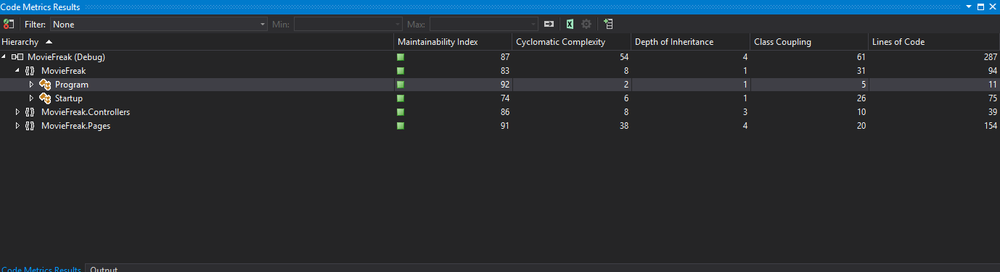 Code Metrics Results
Filter: None Min: Max:
Hierarchy Maintainability Index Cyclomatic Complexity Depth of Inheritance Class Coupling Lines of Code
MovieFreak (Debug) 87 54 4 61 287
{} MovieFreak 83 8 1 31 94
Program 92 2 1 5 11
Startup 74 6 1 26 75
{} MovieFreak.Controllers 86 8 3 10 39
{} MovieFreak.Pages 91 38 4 20 154
Code Metrics Results Output